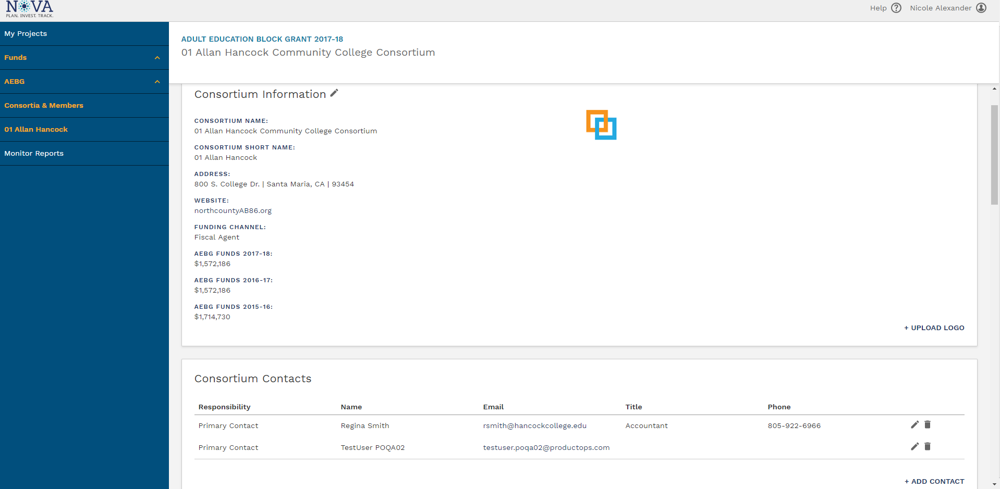 NOVA
PLAN. INVEST. TRACK.
Help ? Nicole Alexander
My Projects
Funds
AEBG
Consortia & Members
01 Allan Hancock
Monitor Reports
ADULT EDUCATION BLOCK GRANT 2017-18
01 Allan Hancock Community College Consortium
Consortium Information
CONSORTIUM NAME:
01 Allan Hancock Community College Consortium
CONSORTIUM SHORT NAME:
01 Allan Hancock
ADDRESS:
800 S. College Dr. | Santa Maria, CA | 93454
WEBSITE:
northcountyAB86.org
FUNDING CHANNEL:
Fiscal Agent
AEBG FUNDS 2017-18:
$1,572,186
AEBG FUNDS 2016-17:
$1,572,186
AEBG FUNDS 2015-16:
$1,714,730
+ UPLOAD LOGO
Consortium Contacts
Responsibility Name Email Title Phone
Primary Contact Regina Smith rsmith@hancockcollege.edu Accountant 805-922-6966
Primary Contact TestUser POQA02 testuser.poqa02@productops.com
+ ADD CONTACT